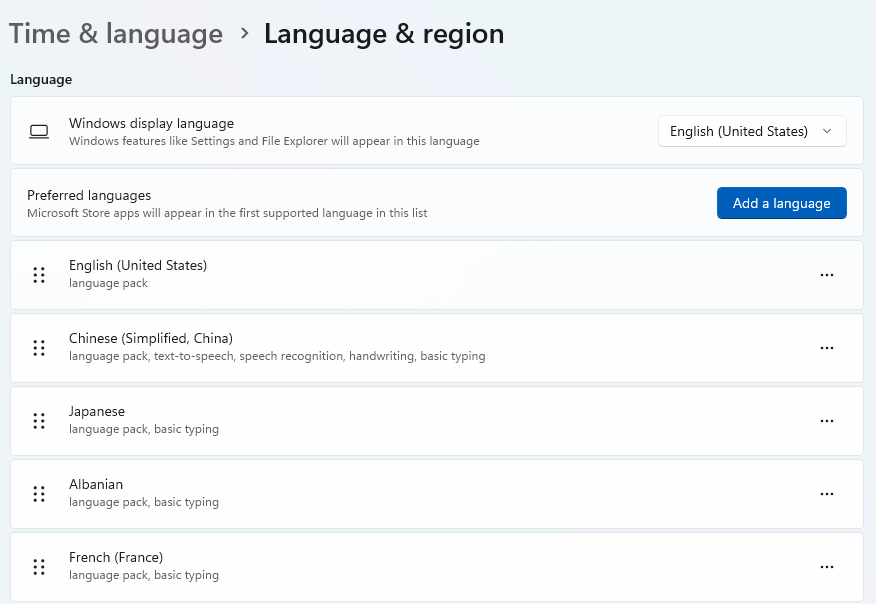 Time & language > Language & region
Language
Windows display language
Windows features like Settings and File Explorer will appear in this language
English (United States)
Preferred languages
Microsoft Store apps will appear in the first supported language in this list
Add a language
English (United States)
language pack
Chinese (Simplified, China)
language pack, text-to-speech, speech recognition, handwriting, basic typing
Japanese
language pack, basic typing
Albanian
language pack, basic typing
French (France)
language pack, basic typing